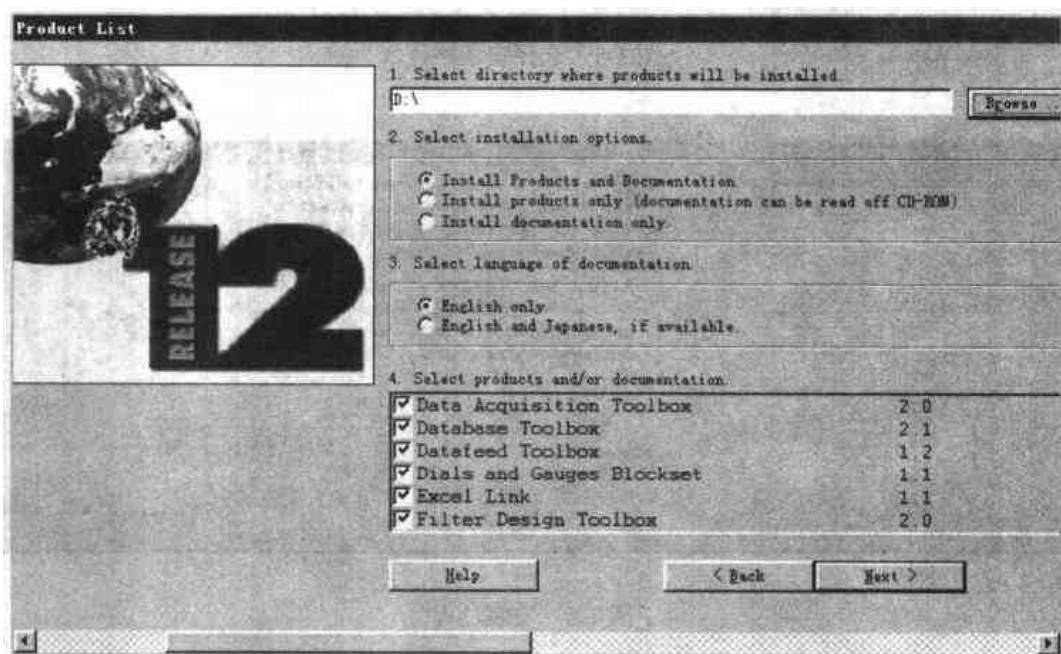 Product List
1. Select directory where products will be installed.
D:\
Browse
2. Select installation options.
Install Products and Documentation.
Install products only (documentation can be read off CD-ROM)
Install documentation only.
3. Select language of documentation.
English only.
English and Japanese, if available.
RELEASE 12
4. Select products and/or documentation.
Data Acquisition Toolbox 2.0
Database Toolbox 2.1
Datafeed Toolbox 1.2
Dials and Gauges Blockset 1.1
Excel Link 1.1
Filter Design Toolbox 2.0
Help
< Back
Next >